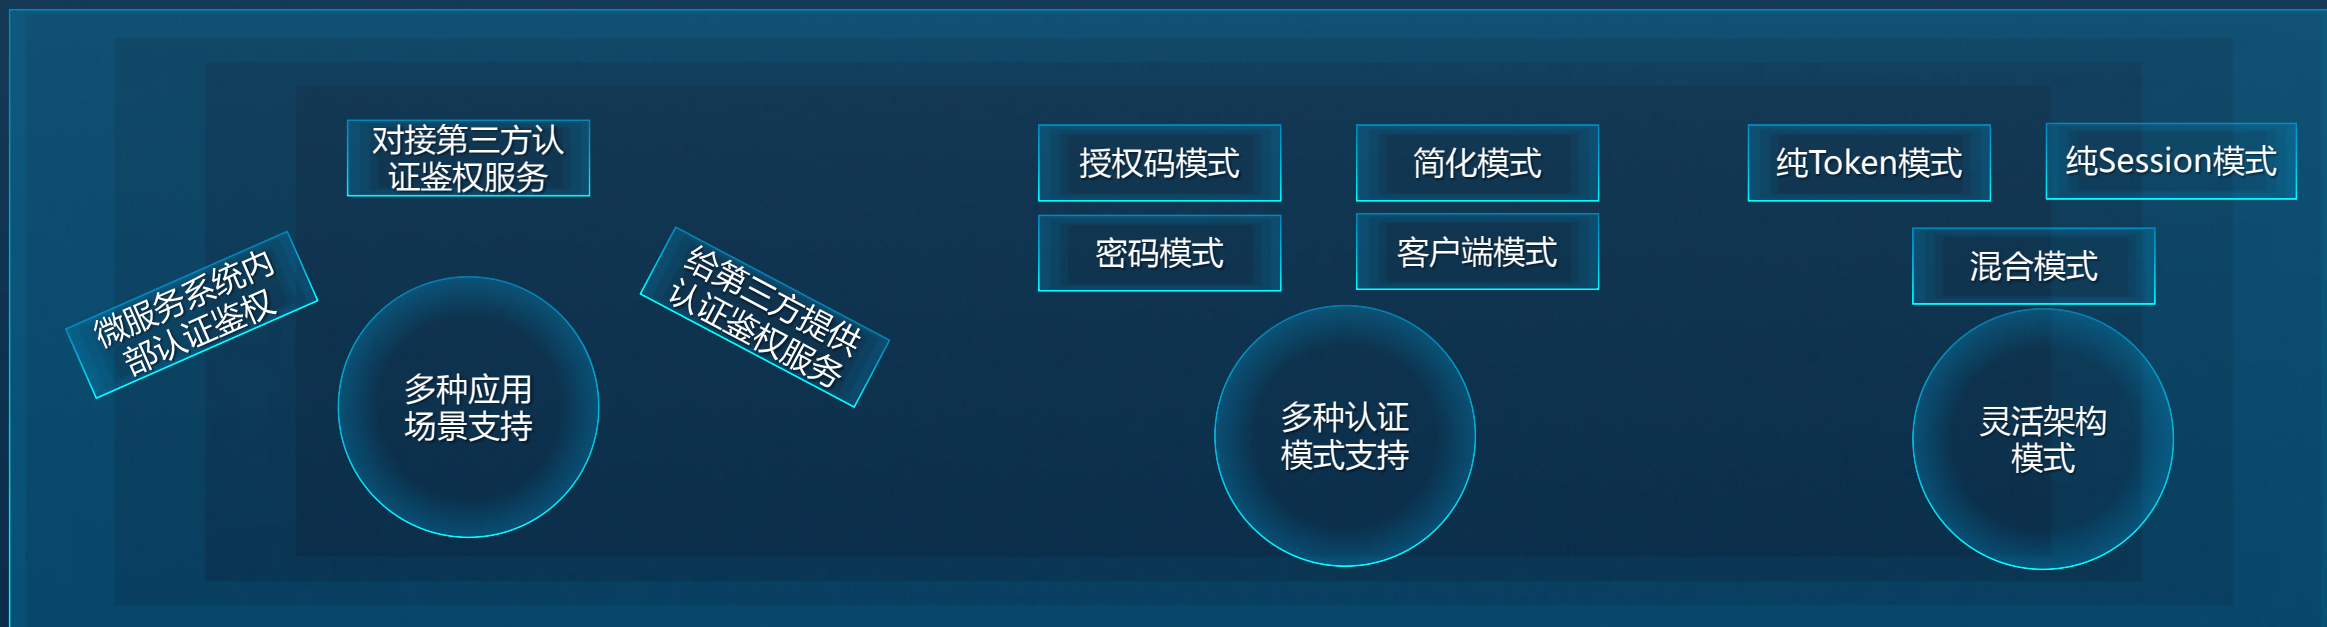 对接第三方认
证鉴权服务
微服务系统内
部认证鉴权
给第三方提供
认证鉴权服务
多种应用
场景支持
授权码模式
简化模式
密码模式
客户端模式
多种认证
模式支持
纯Token模式
纯Session模式
混合模式
灵活架构
模式